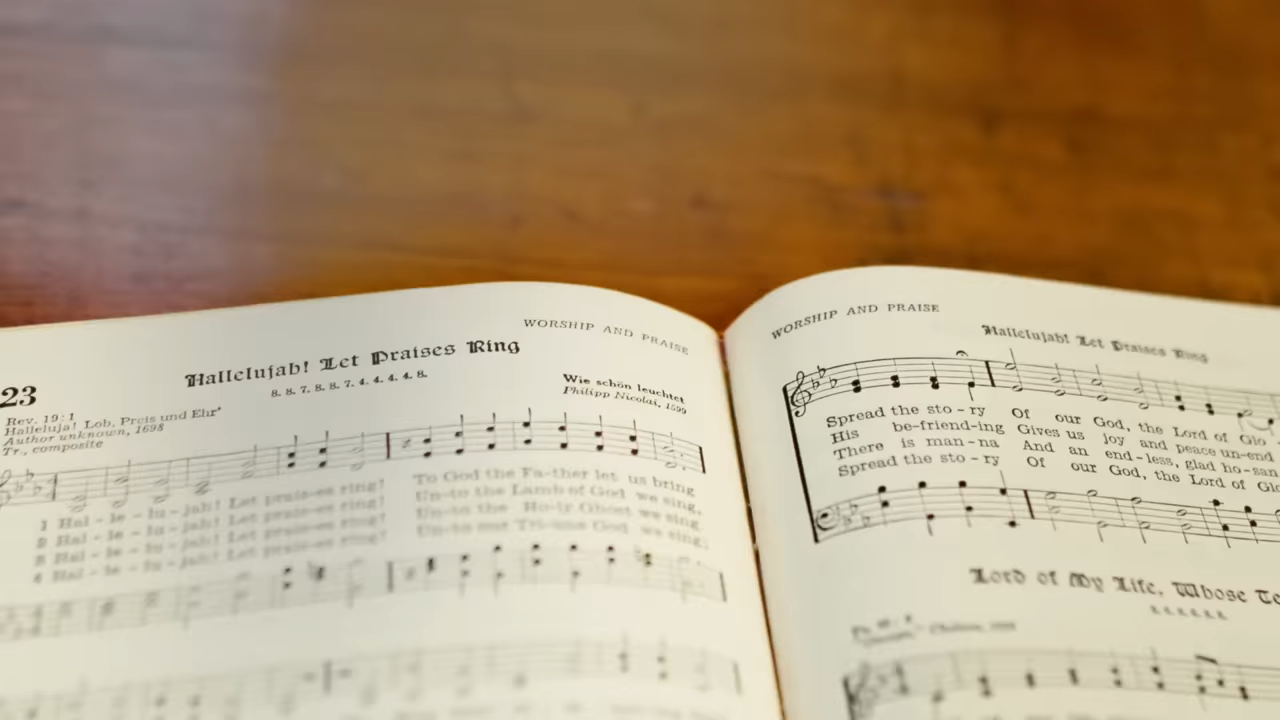 WORSHIP AND PRAISE
Hallelujah! Let Praises Ring
8. 8. 7. 8. 8. 7. 4. 4. 4. 4. 8.
23
Rev. 19:1
Halleluja! Lob, Preis und Ehr'
Author unknown, 1698
Tr., composite
Wie schön leuchtet
Philipp Nicolai, 1599
1 Hal - le - lu - jah! Let prais-es ring! To God the Fa-ther let us bring
2 Hal - le - lu - jah! Let prais-es ring! Un-to the Lamb of God we sing,
3 Hal - le - lu - jah! Let prais-es ring! Un-to the Ho-ly Ghost we sing
4 Hal - le - lu - jah! Let prais-es ring! Un-to our Tri-une God we sing;
WORSHIP AND PRAISE
Hallelujah! Let Praises Ring
Spread the sto - ry Of our God, the Lord of Glo
His be-friend-ing Gives us joy and peace un-end
There is man-na And an end-less, glad ho-san
Spread the sto - ry Of our God, the Lord of Glo
Lord of My Life, Whose Te